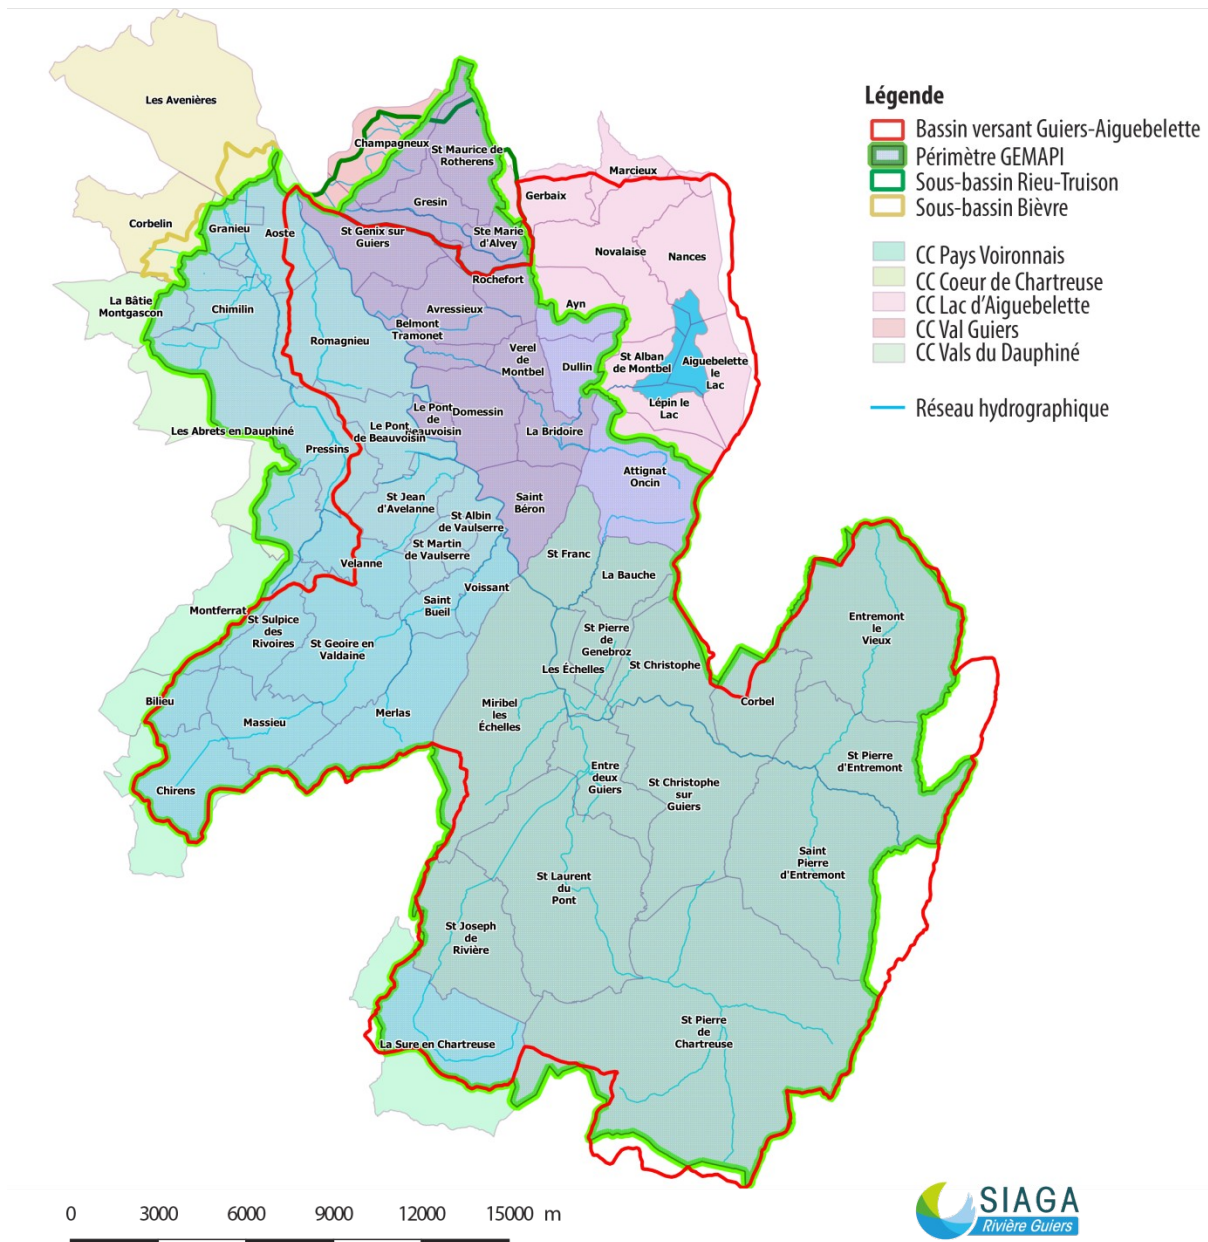 Légende
Bassin versant Guiers-Aiguebelette
Périmètre GEMAPI
Sous-bassin Rieu-Truison
Sous-bassin Bièvre
CC Pays Voironnais
CC Coeur de Chartreuse
CC Lac d'Aiguebelette
CC Val Guiers
CC Vals du Dauphiné
Réseau hydrographique
Les Avenières
Champagneux
St Maurice de
Rotherens
Marcieux
Gerbaix
Gresin
Corbelin
Granieu
Aoste
St Genix sur
Guiers
Ste Marie
d'Alvey
Novalaise
Nances
Rochefort
La Bâtie
Montgascon
Chimilin
Ayn
Avressieux
Belmont
Tramonet
Romagnieu
Verel
de
Montbel
Dullin
St Alban
de Montbel
Aiguebelette
le
Lac
Lépin le
Lac
Le Pont
de
Beauvoisin
Domessin
La Bridoire
Les Abrets en Dauphiné
Le Pont
de Beauvoisin
Pressins
Attignat
Oncin
St Jean
d'Avelanne
Saint
Béron
St Albin
de Vaulserre
St Martin
de Vaulserre
St Franc
Velanne
La Bauche
Voissant
Saint
Bueil
Montferrat
St Sulpice
des
Rivoires
St Geoire en
Valdaine
St Pierre
de
Genebroz
Entremont
le
Vieux
Les Échelles
St Christophe
Bilieu
Massieu
Merlas
Miribel
les
Échelles
Corbel
St Pierre
d'Entremont
Chirens
Entre
deux
Guiers
St Christophe
sur
Guiers
Saint
Pierre
d'Entremont
St Laurent
du
Pont
St Joseph
de
Rivière
St Pierre
de
Chartreuse
La Sure en Chartreuse
0 3000 6000 9000 12000 15000 m
SIAGA
Rivière Guiers